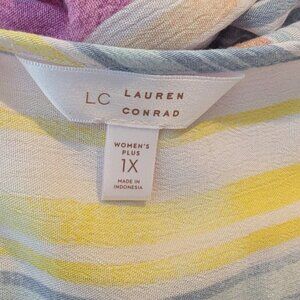 LC LAUREN
CONRAD
WOMEN'S
PLUS
1X
MADE IN
INDONESIA